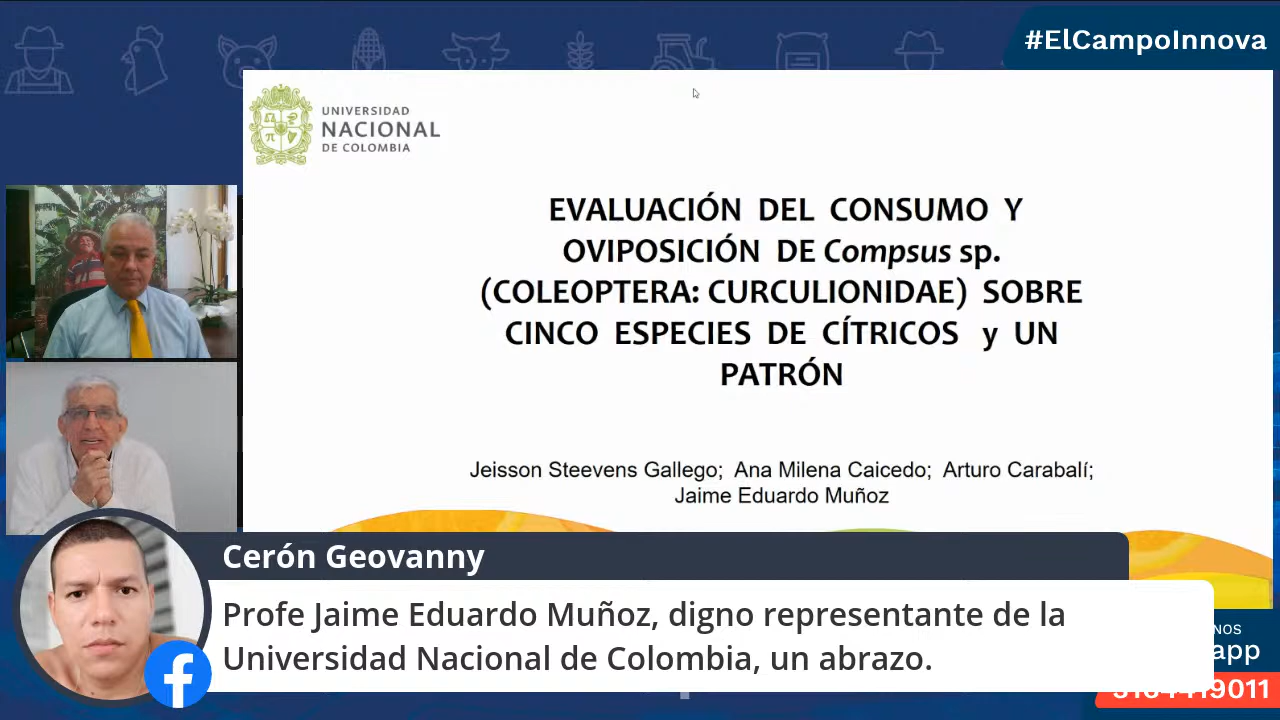 #ElCampoInnova
UNIVERSIDAD
NACIONAL
DE COLOMBIA
EVALUACIÓN DEL CONSUMO Y
OVIPOSICIÓN DE Compsus sp.
(COLEOPTERA: CURCULIONIDAE) SOBRE
CINCO ESPECIES DE CÍTRICOS y UN
PATRÓN
Jeisson Steevens Gallego; Ana Milena Caicedo; Arturo Carabalí;
Jaime Eduardo Muñoz
Cerón Geovanny
Profe Jaime Eduardo Muñoz, digno representante de la
Universidad Nacional de Colombia, un abrazo.